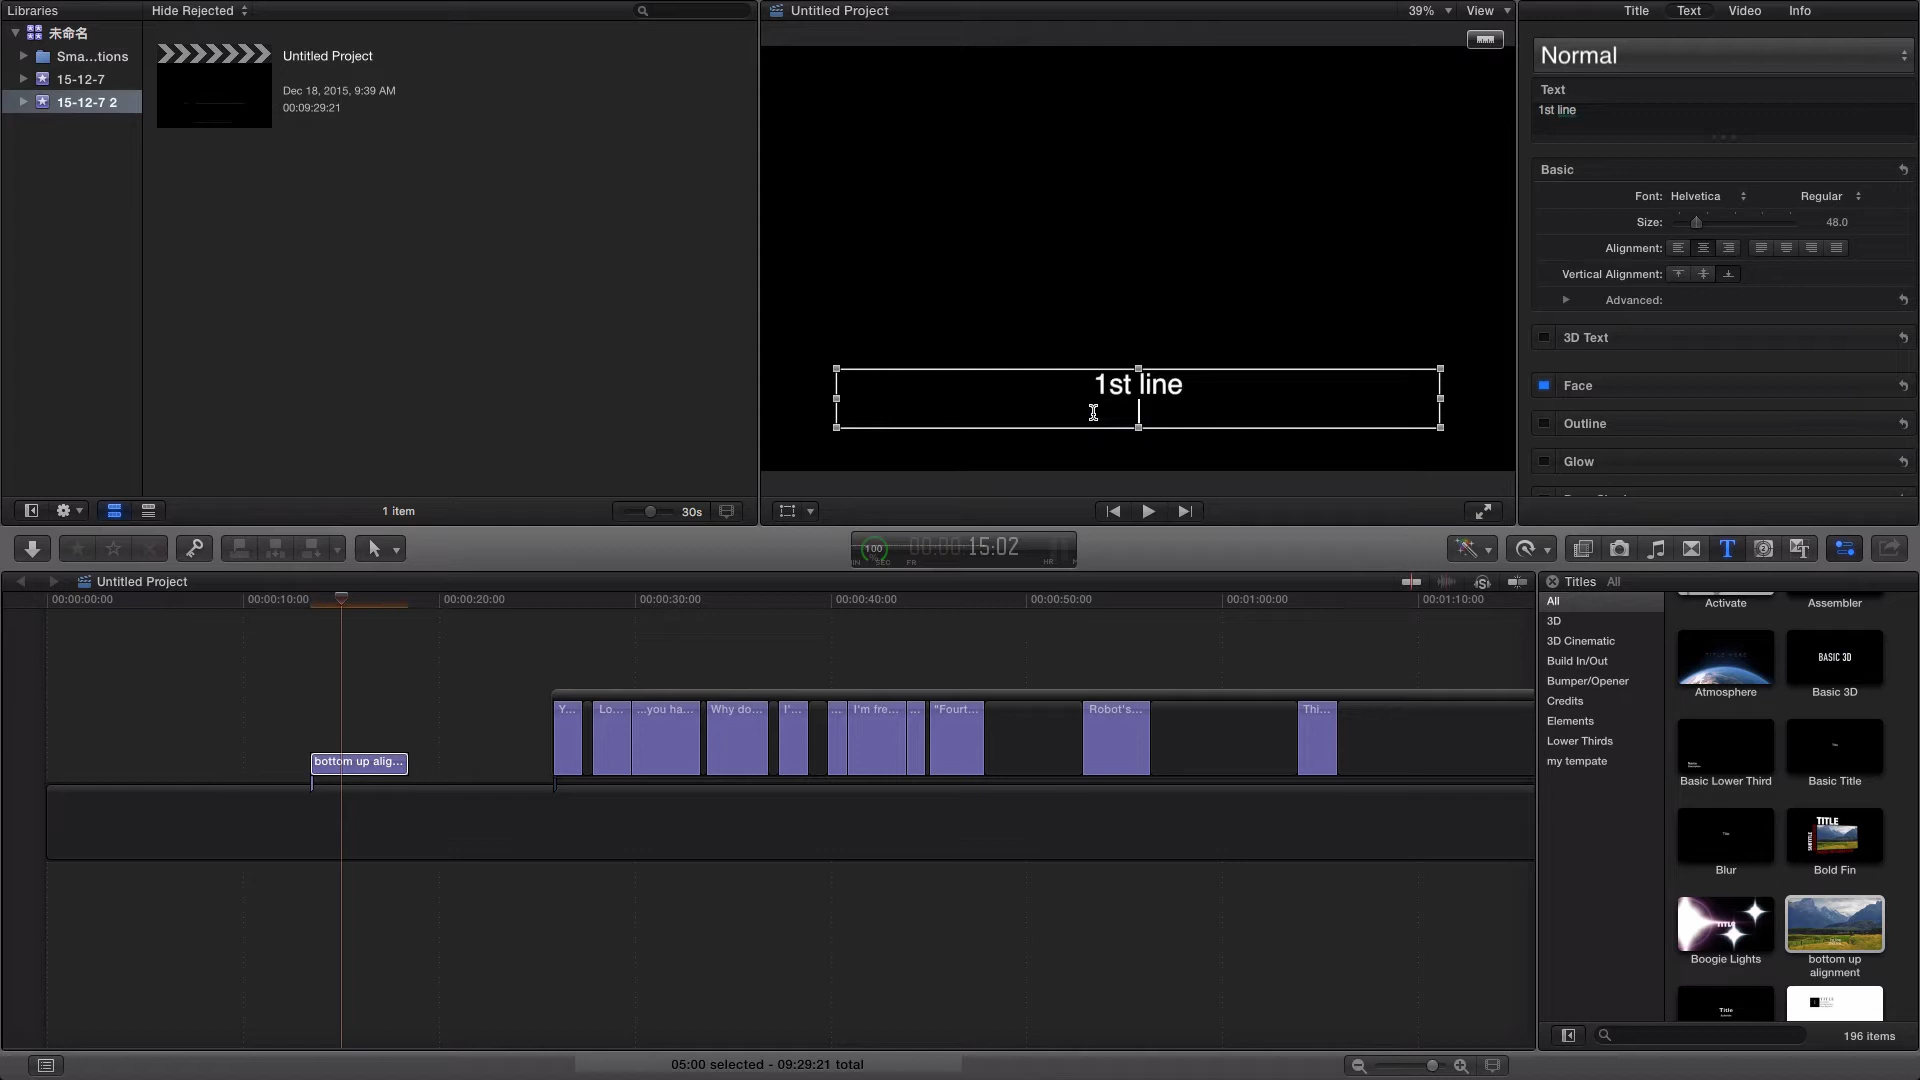 Libraries
Hide Rejected
Untitled Project
39%
View
Title
Text
Video
Info
未命名
Sma...tions
15-12-7
15-12-7 2
Untitled Project
Dec 18, 2015, 9:39 AM
00:09:29:21
Normal
Text
1st line
Basic
Font: Helvetica
Regular
Size:
48.0
Alignment:
Vertical Alignment:
Advanced:
3D Text
Face
Outline
Glow
1st line
1 item
30s
100
00:00:15:02
HR
SEC
FR
Untitled Project
00:00:00:00
00:00:10:00
00:00:20:00
00:00:30:00
00:00:40:00
00:00:50:00
00:01:00:00
00:01:10:00
Y...
Lo...
...you ha...
Why do...
I'...
...
I'm fre...
...
"Fourt...
Robot's...
Thi...
bottom up alig...
Titles
All
All
3D
3D Cinematic
Build In/Out
Bumper/Opener
Credits
Elements
Lower Thirds
my tempate
Activate
Assembler
TITLE HERE
BASIC 3D
Atmosphere
Basic 3D
Basic Lower Third
Basic Title
TITLE
SUBTITLE
Blur
Bold Fin
Boogie Lights
bottom up
alignment
Title
196 items
05:00 selected - 09:29:21 total